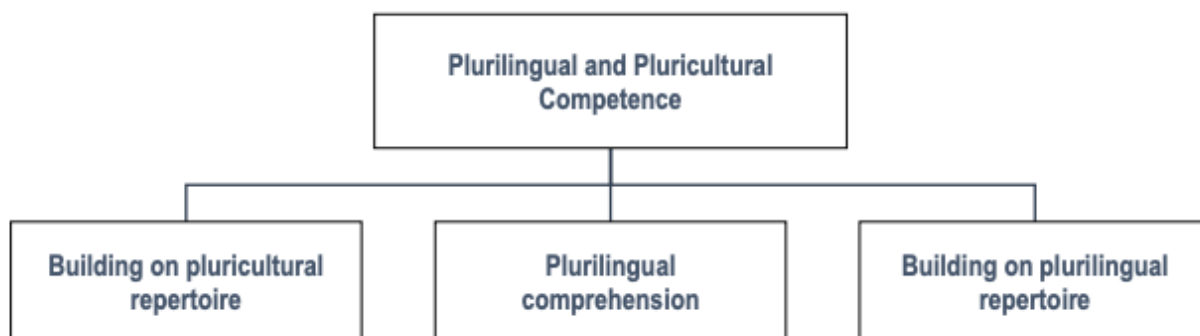 Plurilingual and Pluricultural
Competence
Building on pluricultural
repertoire
Plurilingual
comprehension
Building on plurilingual
repertoire